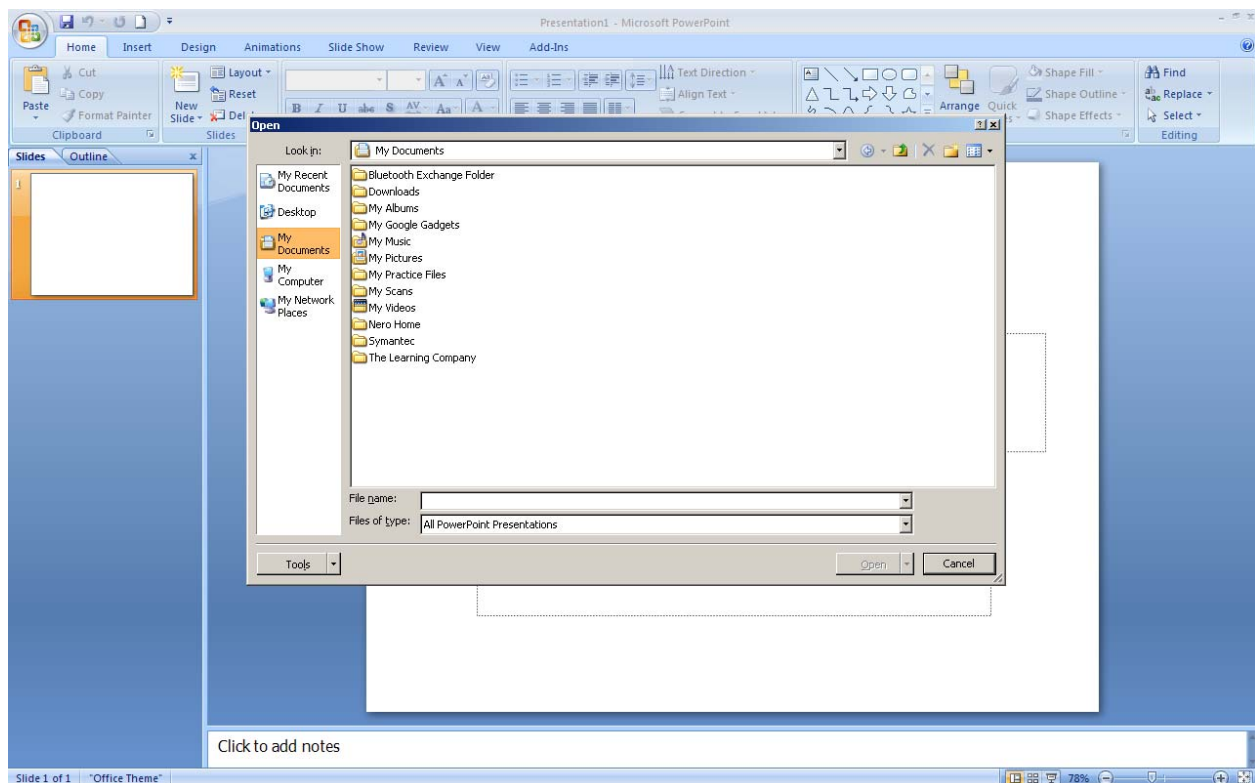 Presentation1 - Microsoft PowerPoint
Home Insert Design Animations Slide Show Review View Add-Ins
Cut
Copy
Format Painter
Paste
Clipboard
New Slide
Layout
Reset
Del
Slides
B I U abc S AV Aa A
Text Direction
Align Text
Arrange
Quick
Shape Fill
Shape Outline
Shape Effects
Find
Replace
Select
Editing
Slides Outline x
1
Open
Look in: My Documents
My Recent Documents
Desktop
My Documents
My Computer
My Network Places
Bluetooth Exchange Folder
Downloads
My Albums
My Google Gadgets
My Music
My Pictures
My Practice Files
My Scans
My Videos
Nero Home
Symantec
The Learning Company
File name:
Files of type: All PowerPoint Presentations
Tools Open Cancel
Click to add notes
Slide 1 of 1 "Office Theme" 78%